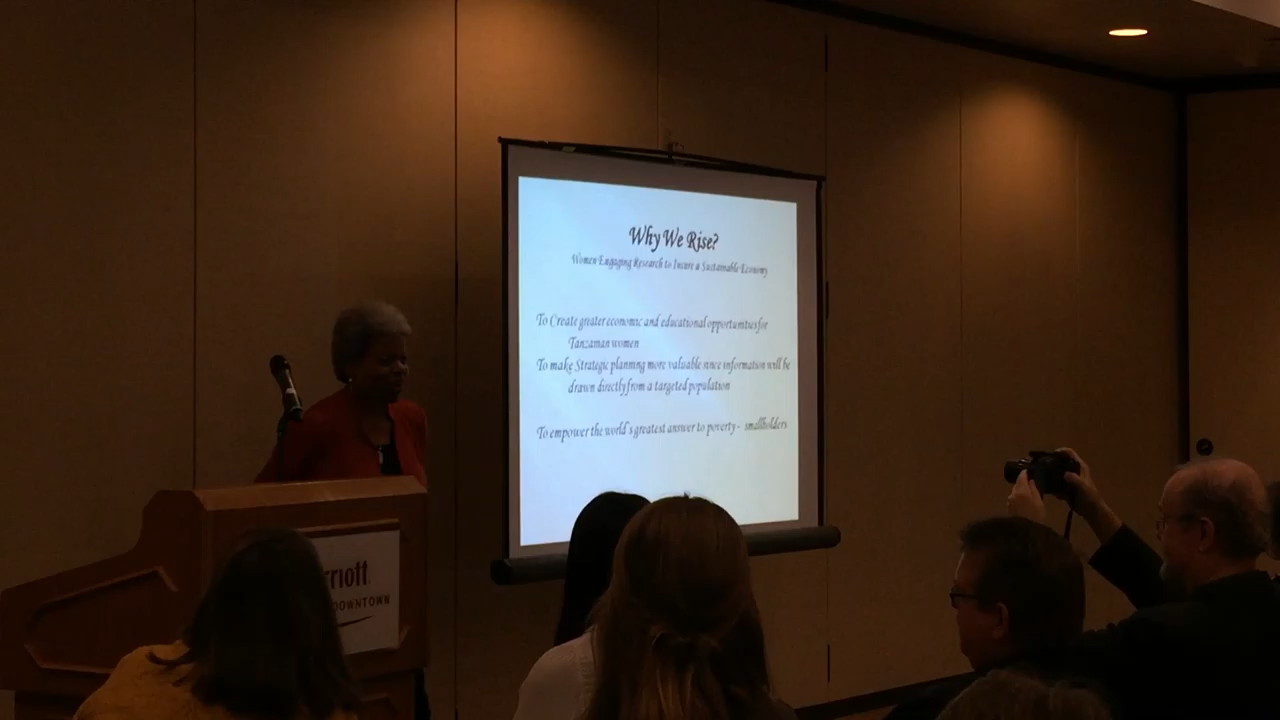 Why We Rise?
Women Engaging Research to Insure a Sustainable Economy
To Create greater economic and educational opportunities for
Tanzanian women
To make Strategic planning more valuable since information will be
drawn directly from a targeted population
To empower the world's greatest answer to poverty - smallholders
rriott
DOWNTOWN